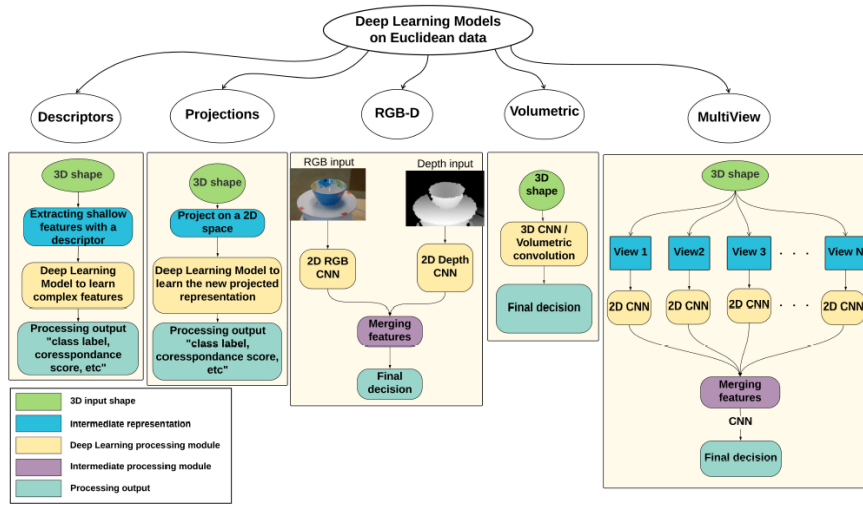 Deep Learning Models
on Euclidean data
Descriptors
Projections
RGB-D
Volumetric
MultiView
3D shape
Extracting shallow
features with a
descriptor
Deep Learning
Model to learn
complex features
Processing output
"class label,
coresspondance
score, etc"
3D shape
Project on a 2D
space
Deep Learning Model to
learn the new projected
representation
Processing output
"class label,
coresspondance score,
etc"
RGB input
Depth input
2D RGB
CNN
2D Depth
CNN
Merging
features
Final
decision
3D
shape
3D CNN /
Volumetric
convolution
Final decision
3D shape
View 1
View2
View 3
. . .
View N
2D CNN
2D CNN
2D CNN
. . .
2D CNN
Merging
features
CNN
Final decision
3D input shape
Intermediate representation
Deep Learning processing module
Intermediate processing module
Processing output